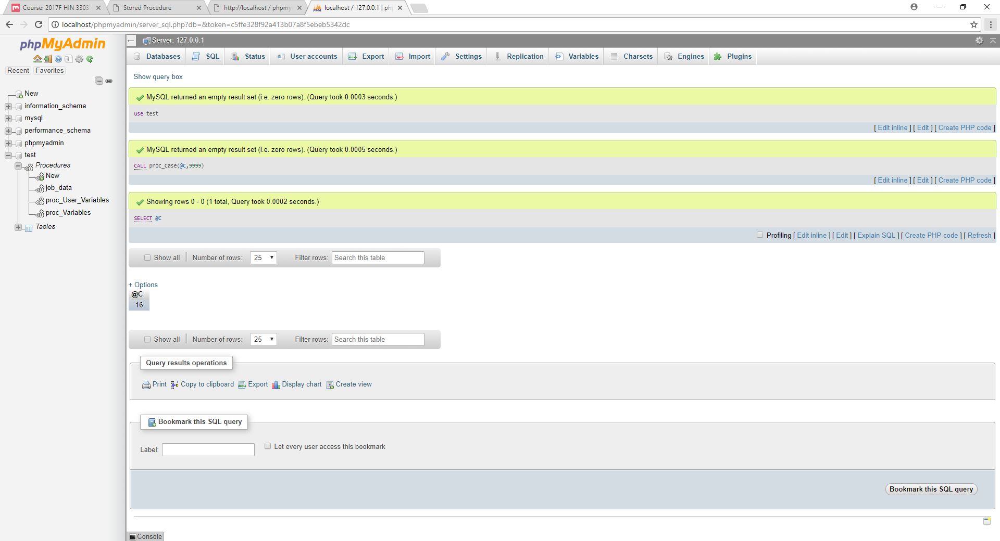 Course: 2017F HIN 3303
Stored Procedure
http://localhost / phpmy
localhost / 127.0.0.1 | ph
localhost/phpmyadmin/server_sql.php?db=&token=c5ffe328f92a413b07a8f5ebeb5342dc
phpMyAdmin
Recent Favorites
New
information_schema
mysql
performance_schema
phpmyadmin
test
Procedures
New
job_data
proc_User_Variables
proc_Variables
Tables
Server: 127.0.0.1
Databases SQL Status User accounts Export Import Settings Replication Variables Charsets Engines Plugins
Show query box
MySQL returned an empty result set (i.e. zero rows). (Query took 0.0003 seconds.)
use test
[ Edit inline ] [ Edit ] [ Create PHP code ]
MySQL returned an empty result set (i.e. zero rows). (Query took 0.0005 seconds.)
CALL proc_Case(@C,9999)
[ Edit inline ] [ Edit ] [ Create PHP code ]
Showing rows 0 - 0 (1 total, Query took 0.0002 seconds.)
SELECT @C
Profiling [ Edit inline ] [ Edit ] [ Explain SQL ] [ Create PHP code ] [ Refresh ]
Show all | Number of rows: 25 Filter rows: Search this table
+ Options
@C
16
Show all | Number of rows: 25 Filter rows: Search this table
Query results operations
Print Copy to clipboard Export Display chart Create view
Bookmark this SQL query
Label: Let every user access this bookmark
Bookmark this SQL query
Console